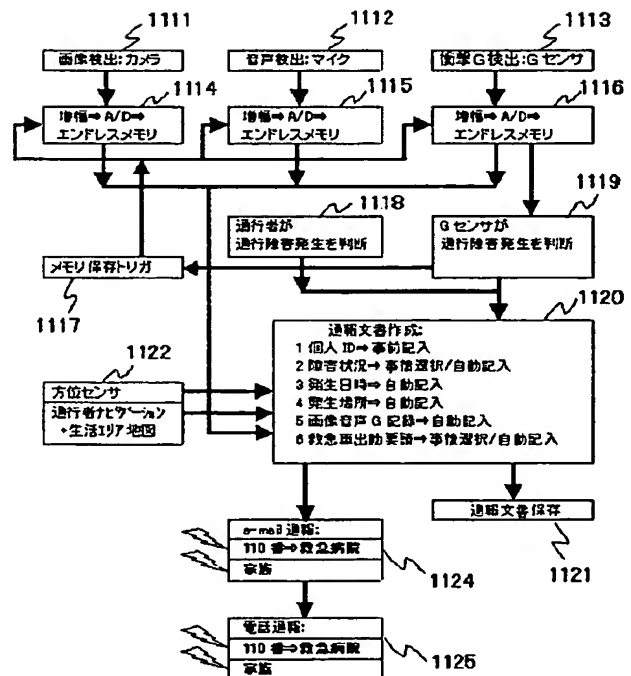 1111
1112
1113
画像検出:カメラ
音声検出:マイク
衝撃G検出:Gセンサ
1114
1115
1116
増幅⇒A/D⇒
エンドレスメモリ
増幅⇒A/D⇒
エンドレスメモリ
増幅⇒A/D⇒
エンドレスメモリ
1118
1119
通行者が
通行障害発生を判断
Gセンサが
通行障害発生を判断
メモリ保存トリガ
1117
1120
通報文書作成:
1 個人ID⇒事前記入
2 障害状況⇒事後選択/自動記入
3 発生日時⇒自動記入
4 発生場所⇒自動記入
5 画像音声G記録⇒自動記入
6 救急車出動要請⇒事後選択/自動記入
1122
方位センサ
通行者ナビゲーション
+生活エリア地図
通報文書保存
1121
e-mail通報:
110番⇒救急病院
家族
1124
電話通報:
110番⇒救急病院
家族
1125